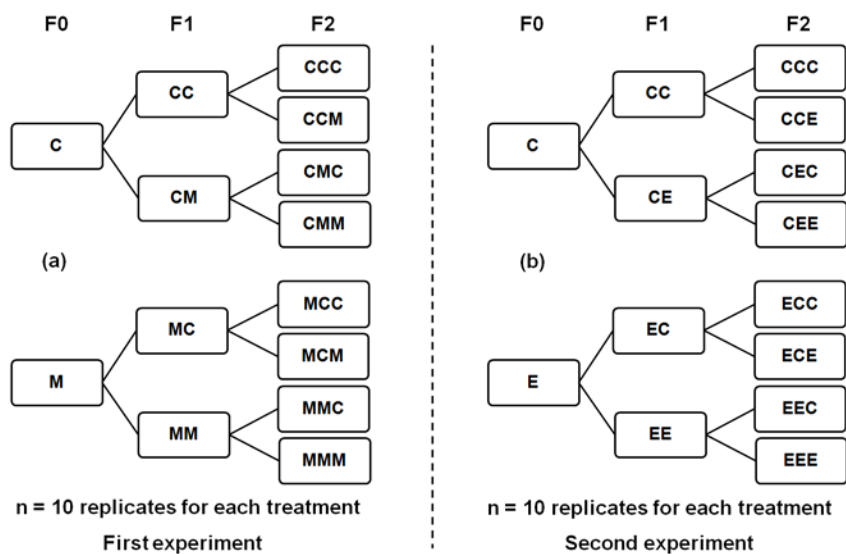 F0 F1 F2
CCC
CC
CCM
C
CMC
CM
CMM
(a)
MCC
MC
MCM
M
MMC
MM
MMM
n = 10 replicates for each treatment
First experiment
F0 F1 F2
CCC
CC
CCE
C
CEC
CE
CEE
(b)
ECC
EC
ECE
E
EEC
EE
EEE
n = 10 replicates for each treatment
Second experiment